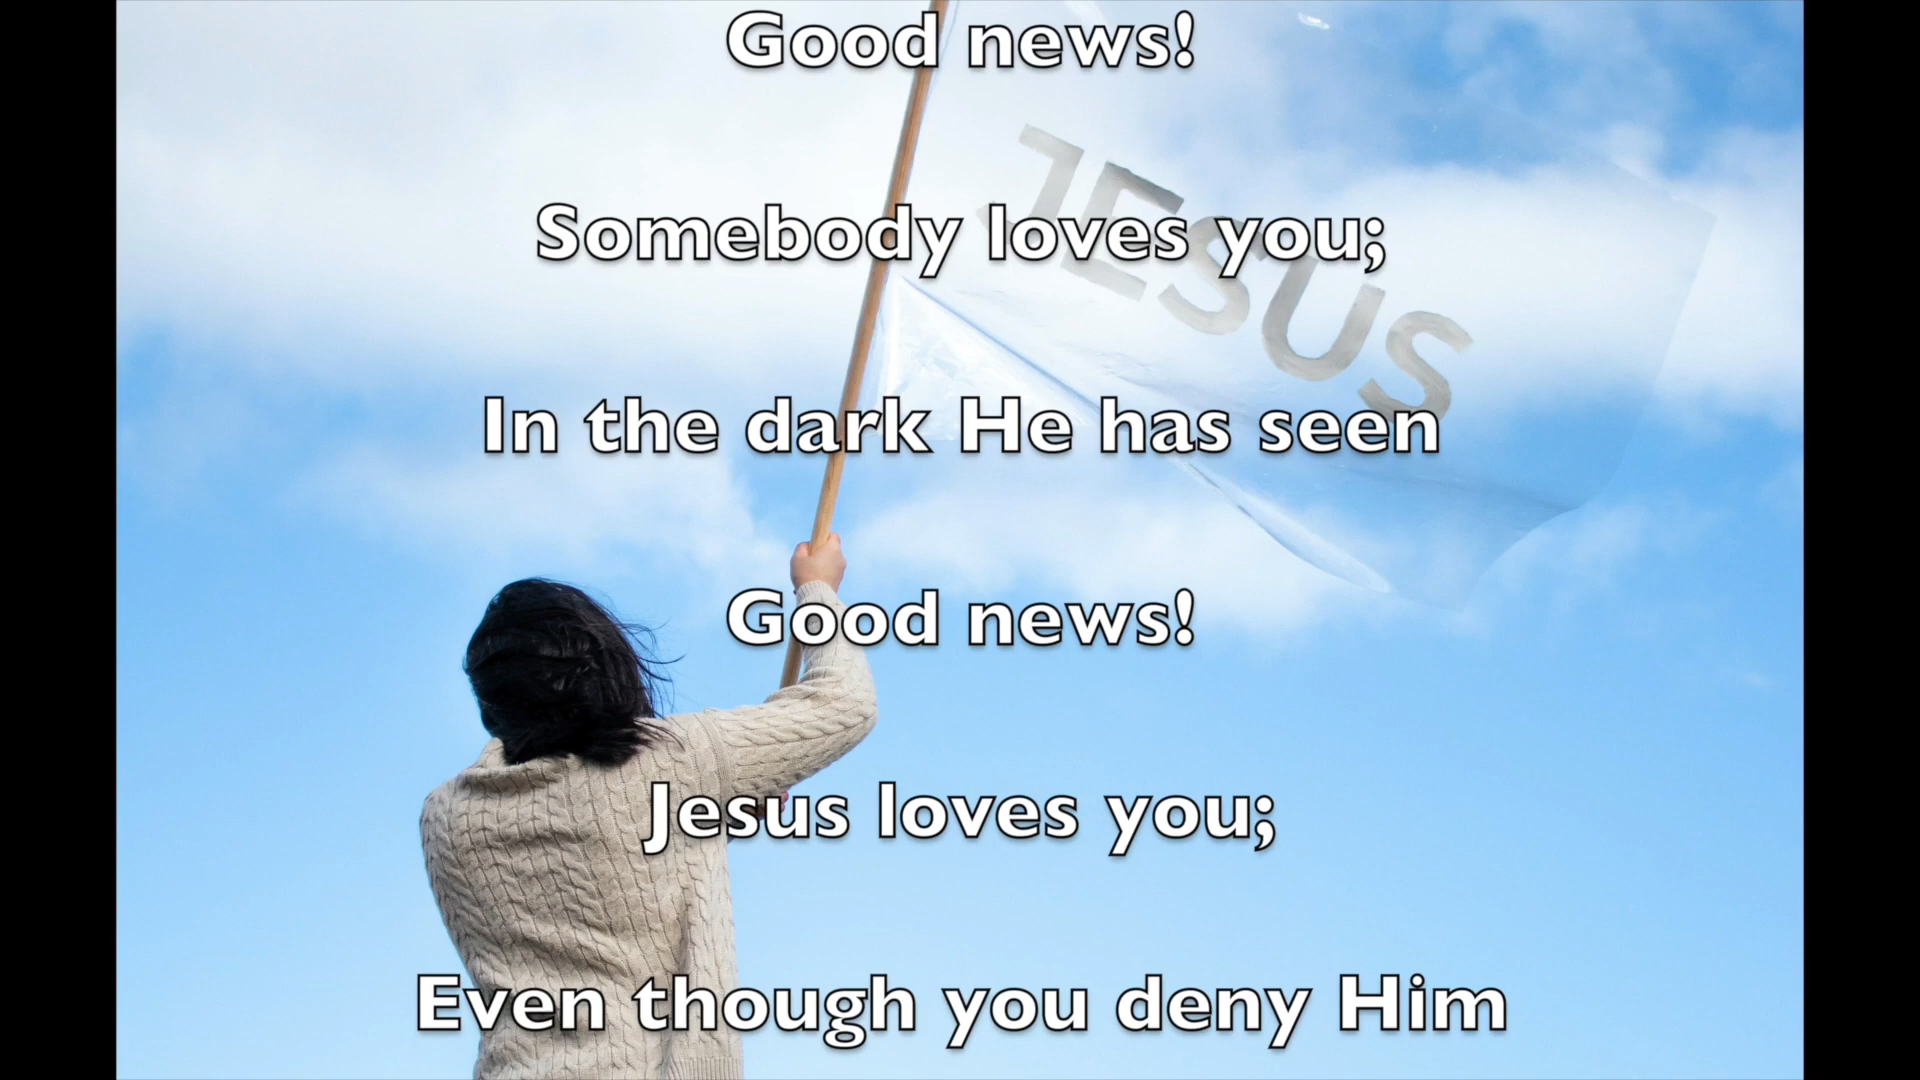 Good news!
JESUS
Somebody loves you;
In the dark He has seen
Good news!
Jesus loves you;
Even though you deny Him